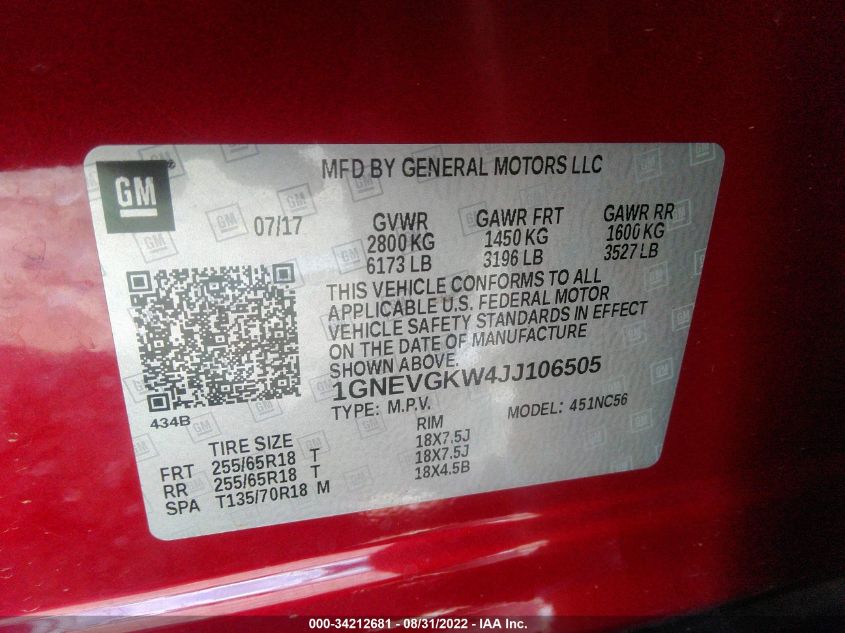 GM
MFD BY GENERAL MOTORS LLC
07/17
GVWR GAWR FRT GAWR RR
2800 KG 1450 KG 1600 KG
6173 LB 3196 LB 3527 LB
THIS VEHICLE CONFORMS TO ALL
APPLICABLE U.S. FEDERAL MOTOR
VEHICLE SAFETY STANDARDS IN EFFECT
ON THE DATE OF MANUFACTURE
SHOWN ABOVE.
1GNEVGKW4JJ106505
TYPE: M.P.V. MODEL: 451NC56
434B
TIRE SIZE RIM
FRT 255/65R18 T 18X7.5J
RR 255/65R18 T 18X7.5J
SPA T135/70R18 M 18X4.5B
000-34212681 - 08/31/2022 - IAA Inc.